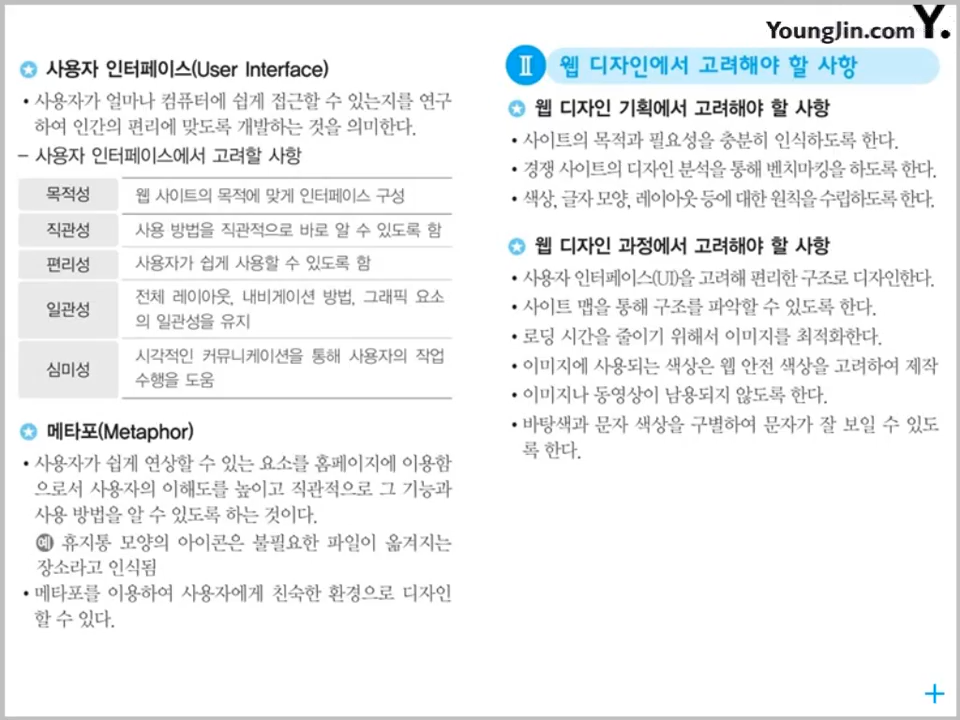 YoungJin.com Y.
사용자 인터페이스(User Interface)
• 사용자가 얼마나 컴퓨터에 쉽게 접근할 수 있는지를 연구
하여 인간의 편리에 맞도록 개발하는 것을 의미한다.
– 사용자 인터페이스에서 고려할 사항
목적성 웹 사이트의 목적에 맞게 인터페이스 구성
직관성 사용 방법을 직관적으로 바로 알 수 있도록 함
편리성 사용자가 쉽게 사용할 수 있도록 함
일관성 전체 레이아웃, 내비게이션 방법, 그래픽 요소
의 일관성을 유지
심미성 시각적인 커뮤니케이션을 통해 사용자의 작업
수행을 도움
메타포(Metaphor)
• 사용자가 쉽게 연상할 수 있는 요소를 홈페이지에 이용함
으로서 사용자의 이해도를 높이고 직관적으로 그 기능과
사용 방법을 알 수 있도록 하는 것이다.
예 휴지통 모양의 아이콘은 불필요한 파일이 옮겨지는
장소라고 인식됨
• 메타포를 이용하여 사용자에게 친숙한 환경으로 디자인
할 수 있다.
Ⅱ 웹 디자인에서 고려해야 할 사항
웹 디자인 기획에서 고려해야 할 사항
• 사이트의 목적과 필요성을 충분히 인식하도록 한다.
• 경쟁 사이트의 디자인 분석을 통해 벤치마킹을 하도록 한다.
• 색상, 글자 모양, 레이아웃 등에 대한 원칙을 수립하도록 한다.
웹 디자인 과정에서 고려해야 할 사항
• 사용자 인터페이스(UI)을 고려해 편리한 구조로 디자인한다.
• 사이트 맵을 통해 구조를 파악할 수 있도록 한다.
• 로딩 시간을 줄이기 위해서 이미지를 최적화한다.
• 이미지에 사용되는 색상은 웹 안전 색상을 고려하여 제작
• 이미지나 동영상이 남용되지 않도록 한다.
• 바탕색과 문자 색상을 구별하여 문자가 잘 보일 수 있도
록 한다.